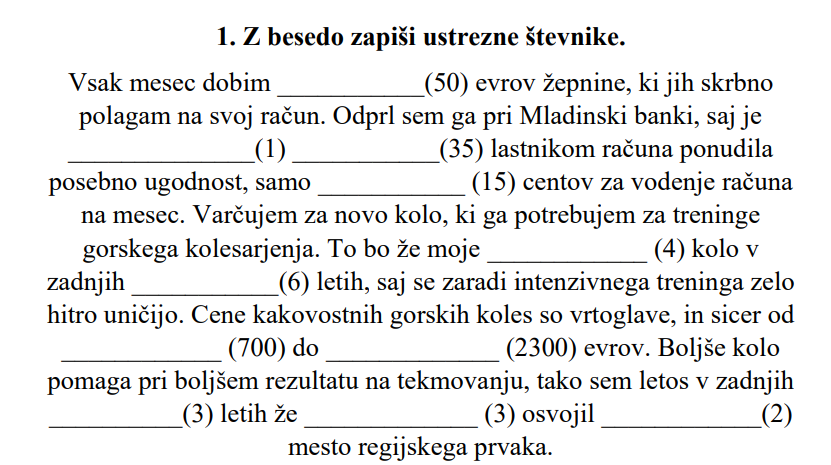 1. Z besedo zapiši ustrezne števnike.
Vsak mesec dobim ___________(50) evrov žepnine, ki jih skrbno
polagam na svoj račun. Odprl sem ga pri Mladinski banki, saj je
______________(1) ___________(35) lastnikom računa ponudila
posebno ugodnost, samo ___________ (15) centov za vodenje računa
na mesec. Varčujem za novo kolo, ki ga potrebujem za treninge
gorskega kolesarjenja. To bo že moje ____________ (4) kolo v
zadnjih ___________(6) letih, saj se zaradi intenzivnega treninga zelo
hitro uničijo. Cene kakovostnih gorskih koles so vrtoglave, in sicer od
____________ (700) do _____________ (2300) evrov. Boljše kolo
pomaga pri boljšem rezultatu na tekmovanju, tako sem letos v zadnjih
__________(3) letih že _____________ (3) osvojil ____________(2)
mesto regijskega prvaka.